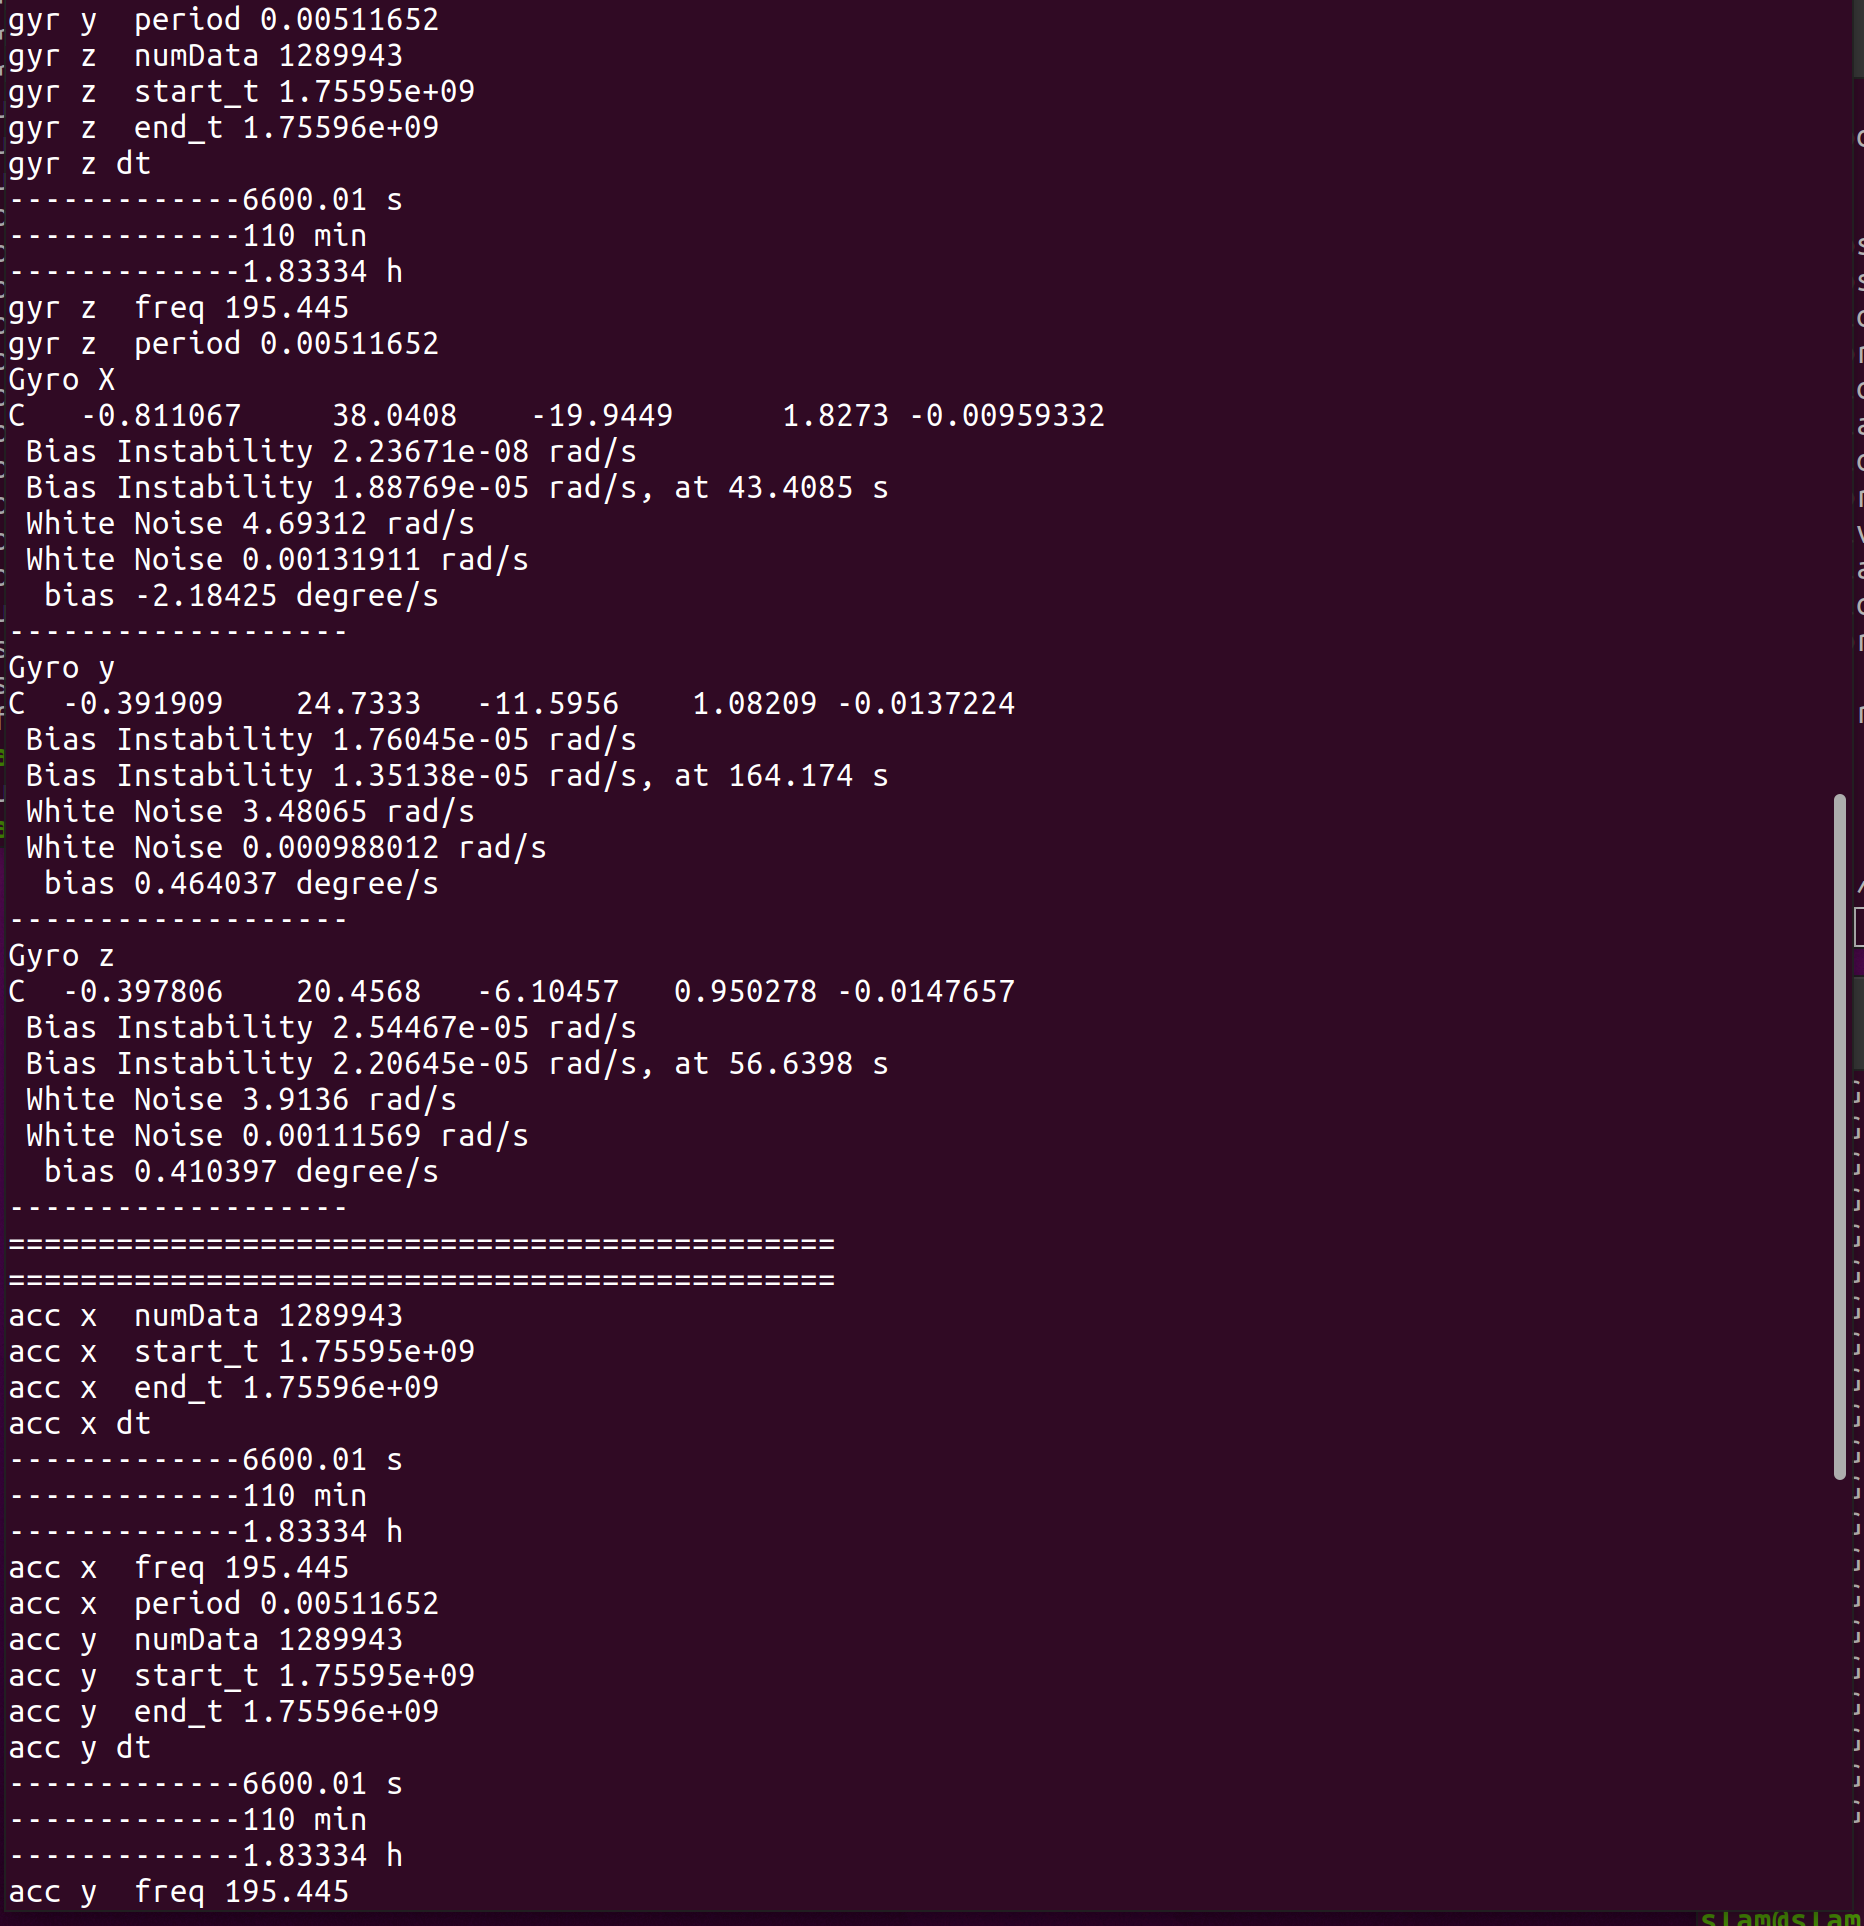 gyr y  period 0.00511652
gyr z  numData 1289943
gyr z  start_t 1.75595e+09
gyr z  end_t 1.75596e+09
gyr z dt
-------------6600.01 s
-------------110 min
-------------1.83334 h
gyr z  freq 195.445
gyr z  period 0.00511652
Gyro X
C   -0.811067     38.0408    -19.9449      1.8273 -0.00959332
 Bias Instability 2.23671e-08 rad/s
 Bias Instability 1.88769e-05 rad/s, at 43.4085 s
 White Noise 4.69312 rad/s
 White Noise 0.00131911 rad/s
  bias -2.18425 degree/s
-------------------
Gyro y
C  -0.391909    24.7333   -11.5956    1.08209 -0.0137224
 Bias Instability 1.76045e-05 rad/s
 Bias Instability 1.35138e-05 rad/s, at 164.174 s
 White Noise 3.48065 rad/s
 White Noise 0.000988012 rad/s
  bias 0.464037 degree/s
-------------------
Gyro z
C  -0.397806    20.4568   -6.10457   0.950278 -0.0147657
 Bias Instability 2.54467e-05 rad/s
 Bias Instability 2.20645e-05 rad/s, at 56.6398 s
 White Noise 3.9136 rad/s
 White Noise 0.00111569 rad/s
  bias 0.410397 degree/s
-------------------
==============================================
==============================================
acc x  numData 1289943
acc x  start_t 1.75595e+09
acc x  end_t 1.75596e+09
acc x dt
-------------6600.01 s
-------------110 min
-------------1.83334 h
acc x  freq 195.445
acc x  period 0.00511652
acc y  numData 1289943
acc y  start_t 1.75595e+09
acc y  end_t 1.75596e+09
acc y dt
-------------6600.01 s
-------------110 min
-------------1.83334 h
acc y  freq 195.445
slam@slam